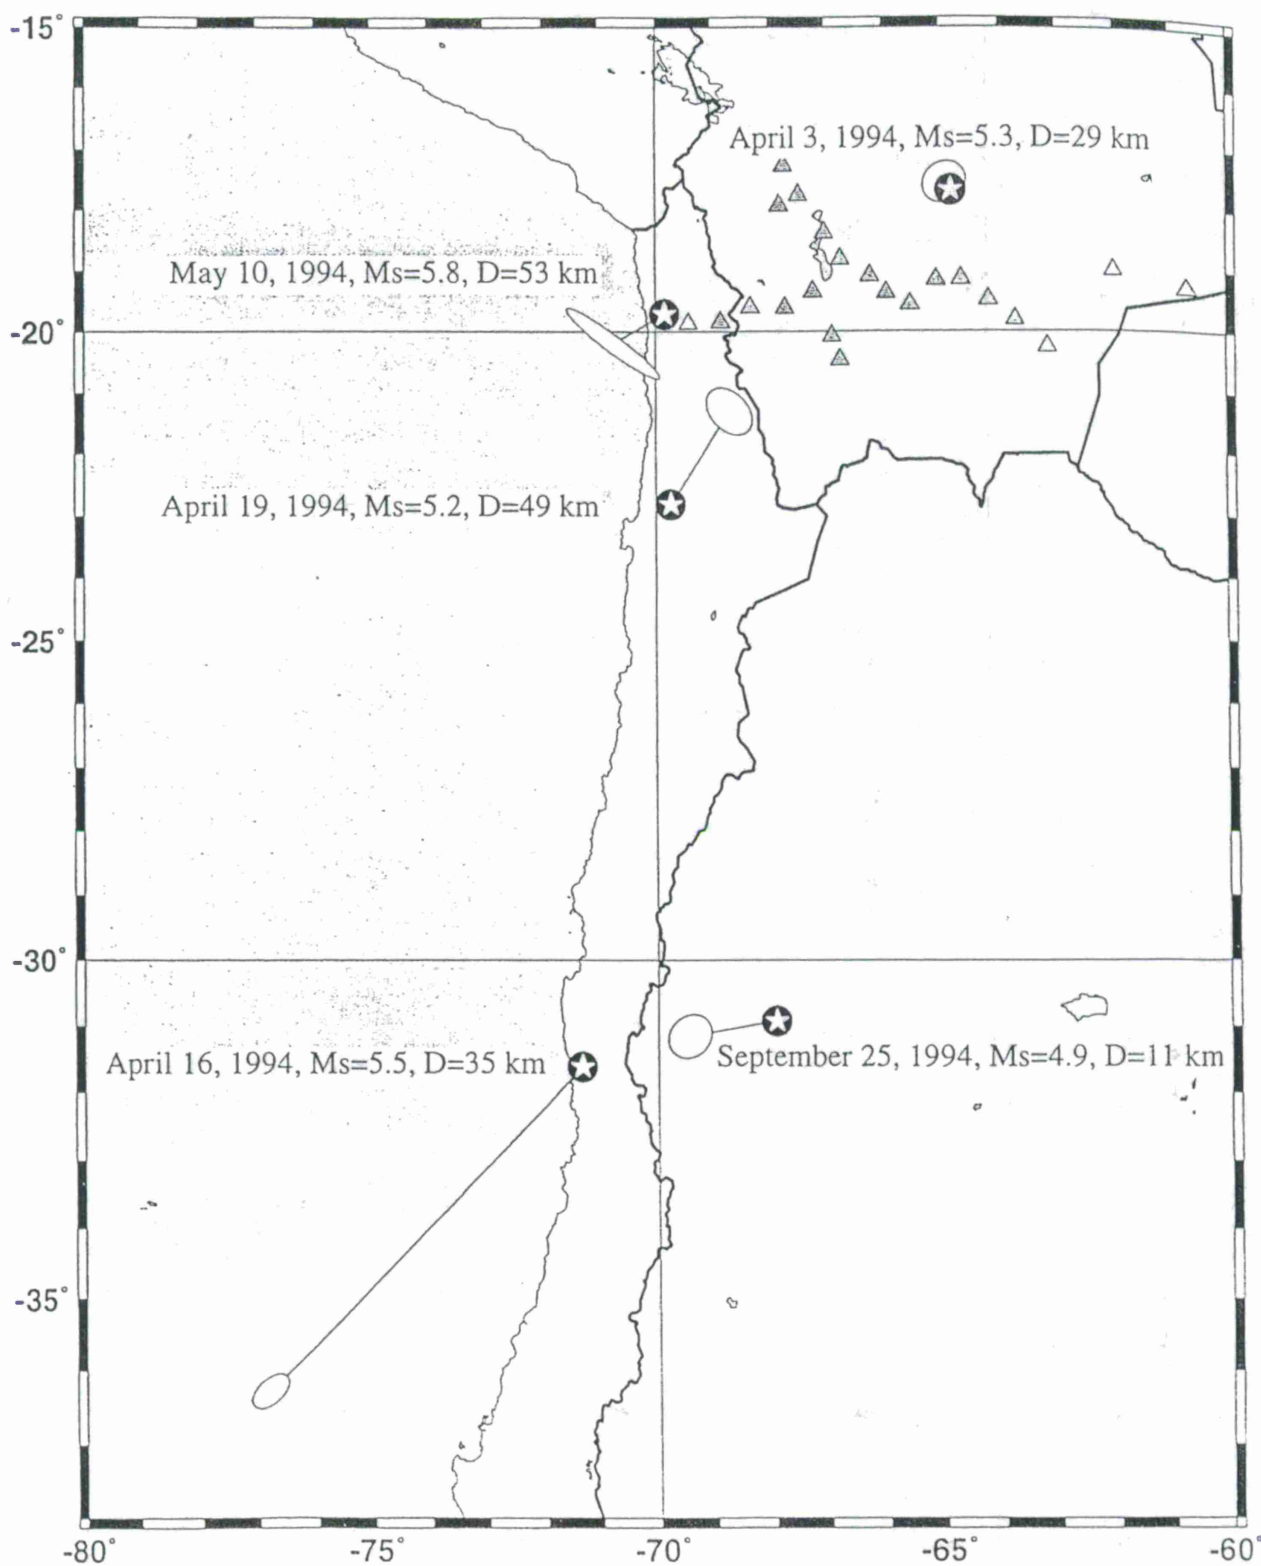 -15°
April 3, 1994, Ms=5.3, D=29 km
May 10, 1994, Ms=5.8, D=53 km
-20°
April 19, 1994, Ms=5.2, D=49 km
-25°
-30°
April 16, 1994, Ms=5.5, D=35 km
September 25, 1994, Ms=4.9, D=11 km
-35°
-80° -75° -70° -65° -60°